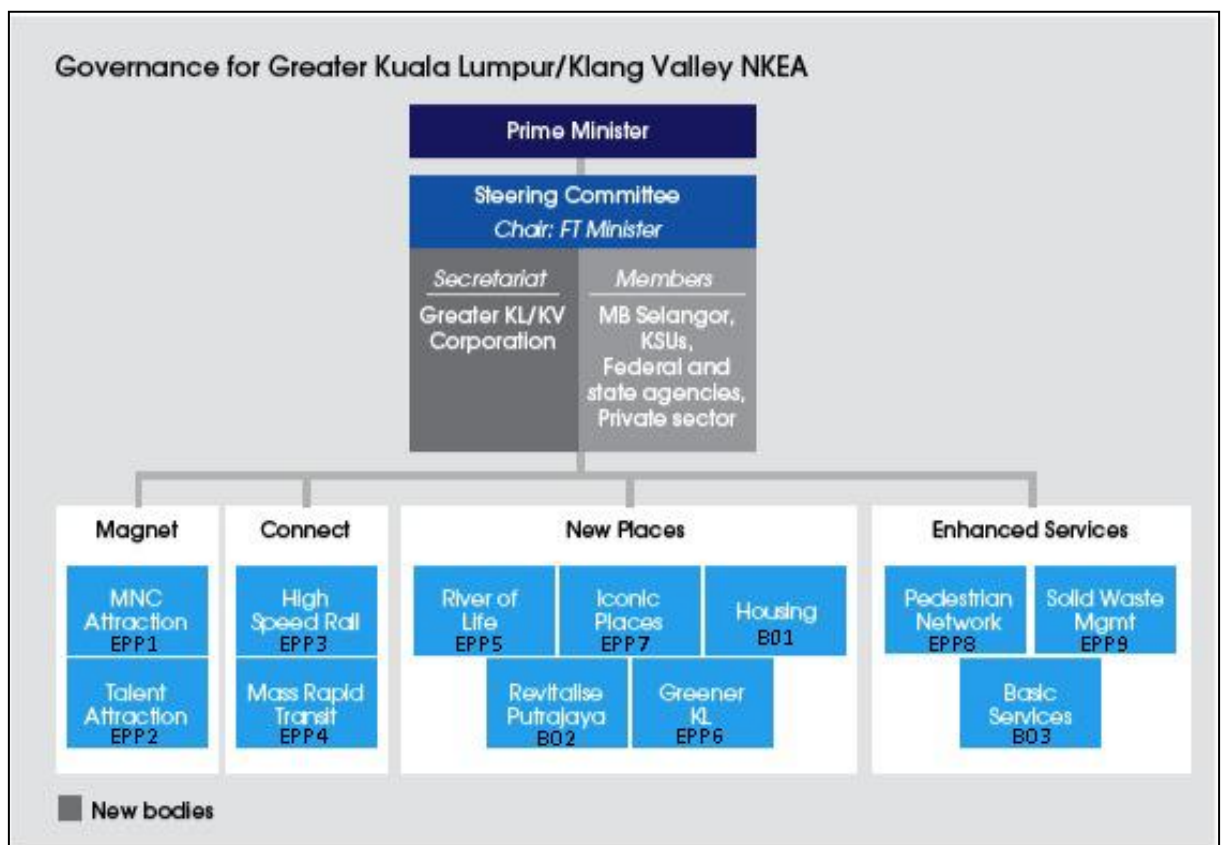 Governance for Greater Kuala Lumpur/Klang Valley NKEA
Prime Minister
Steering Committee
Chair: FT Minister
Secretariat
Greater KL/KV
Corporation
Members
MB Selangor,
KSUs,
Federal and
state agencies,
Private sector
Magnet
MNC
Attraction
EPP1
Talent
Attraction
EPP2
Connect
High
Speed Rail
EPP3
Mass Rapid
Transit
EPP4
New Places
River of
Life
EPP5
Iconic
Places
EPP7
Housing
BO1
Revitalise
Putrajaya
BO2
Greener
KL
EPP6
Enhanced Services
Pedestrian
Network
EPP8
Solid Waste
Mgmt
EPP9
Basic
Services
BO3
New bodies